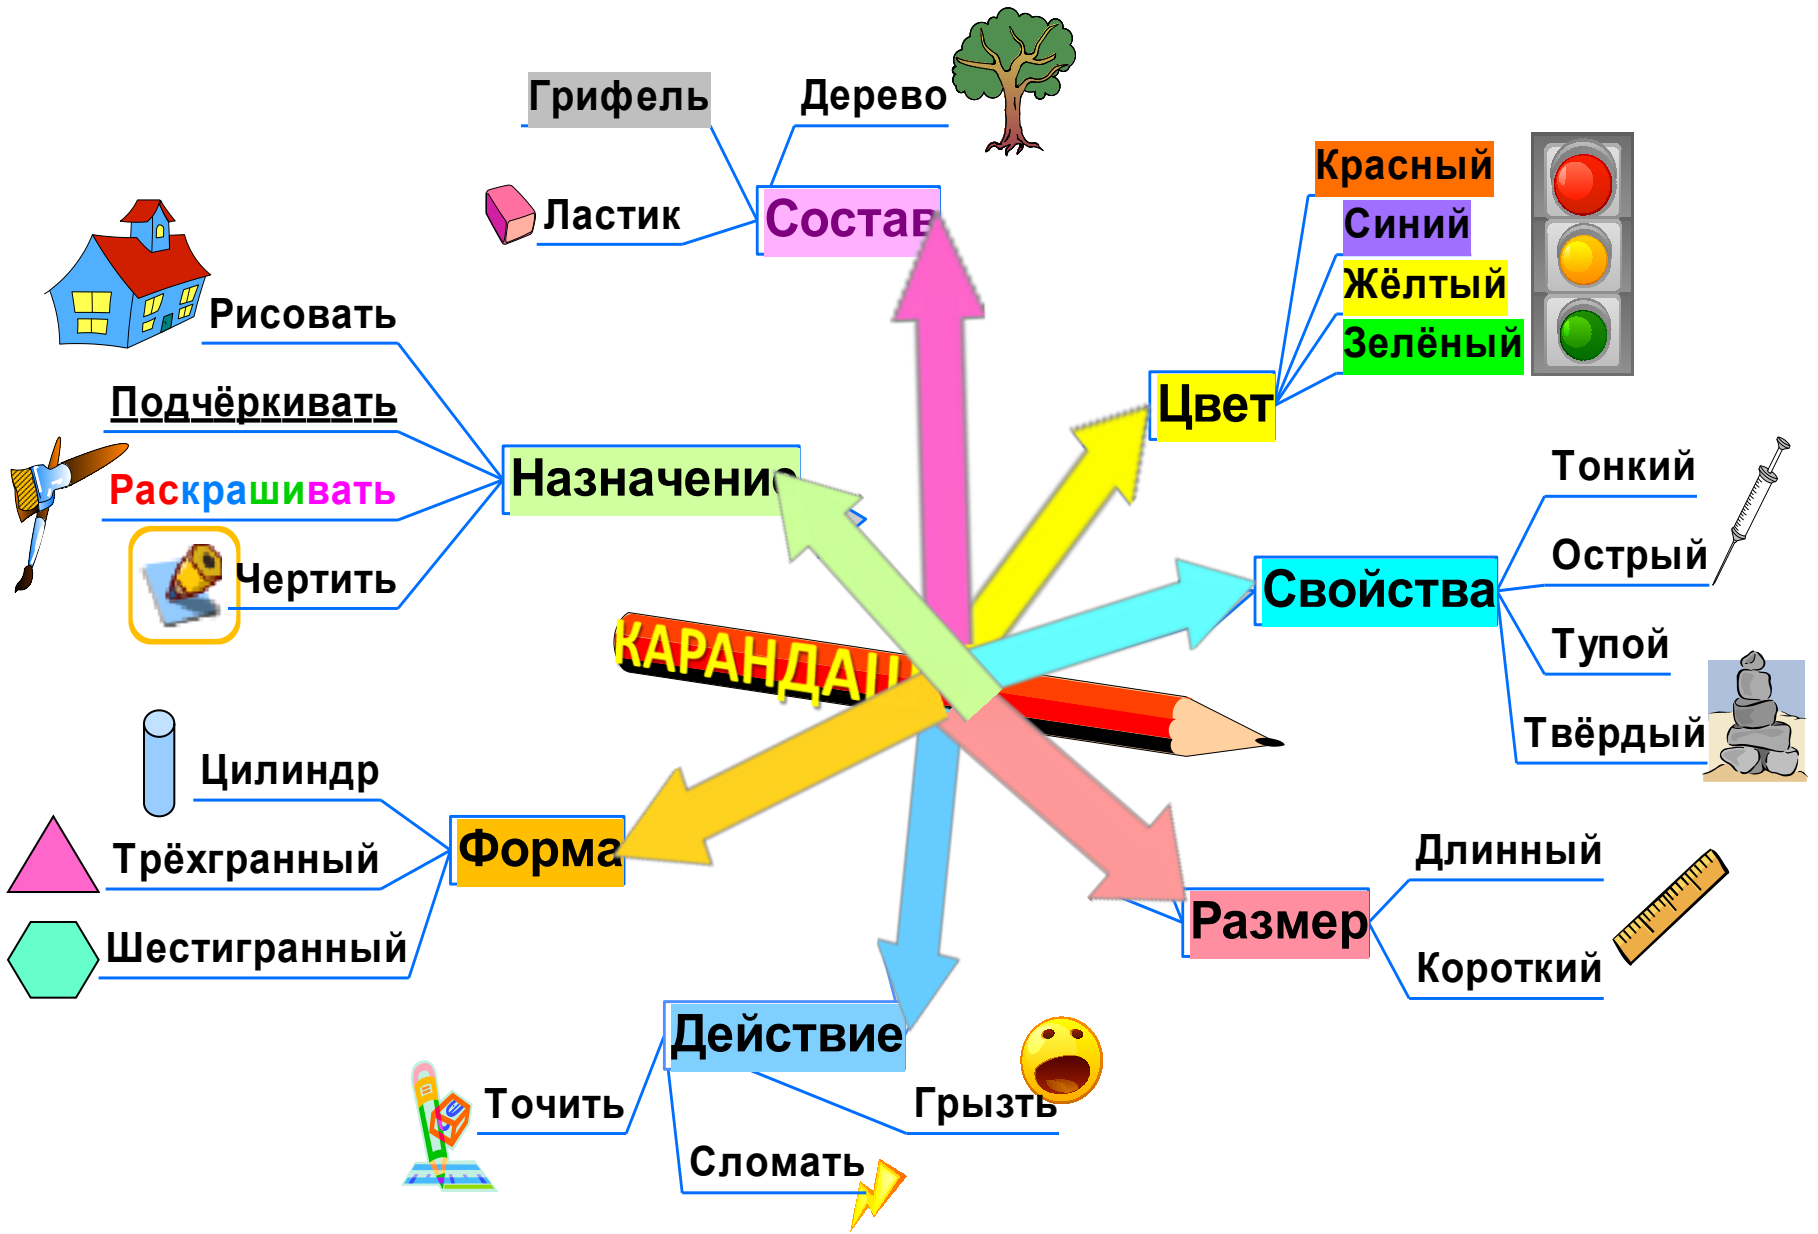 Грифель
Дерево
Ластик
Состав
Красный
Синий
Жёлтый
Зелёный
Цвет
Рисовать
Подчёркивать
Раскрашивать
Чертить
Назначение
Тонкий
Острый
Тупой
Твёрдый
Свойства
КАРАНДАШ
Цилиндр
Трёхгранный
Шестигранный
Форма
Длинный
Короткий
Размер
Действие
Точить
Грызть
Сломать